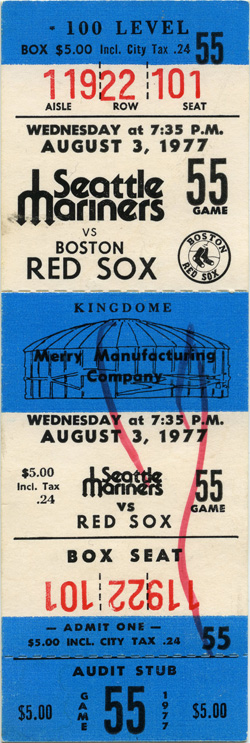 · 100 LEVEL
BOX $5.00 Incl. City Tax .24 55
11922 101
AISLE ROW SEAT
WEDNESDAY at 7:35 P.M.
AUGUST 3, 1977
Seattle
Mariners
55
GAME
VS
BOSTON
RED SOX
BOSTON
RED SOX
KINGDOME
Merry Manufacturing
Company
WEDNESDAY at 7:35 P.M.
AUGUST 3, 1977
$5.00
Incl. Tax
.24
Seattle
Mariners
vs
RED SOX
55
GAME
BOX SEAT
101 11922
— ADMIT ONE —
$5.00 INCL. CITY TAX .24 55
AUDIT STUB
$5.00 GAME 55 1977 $5.00